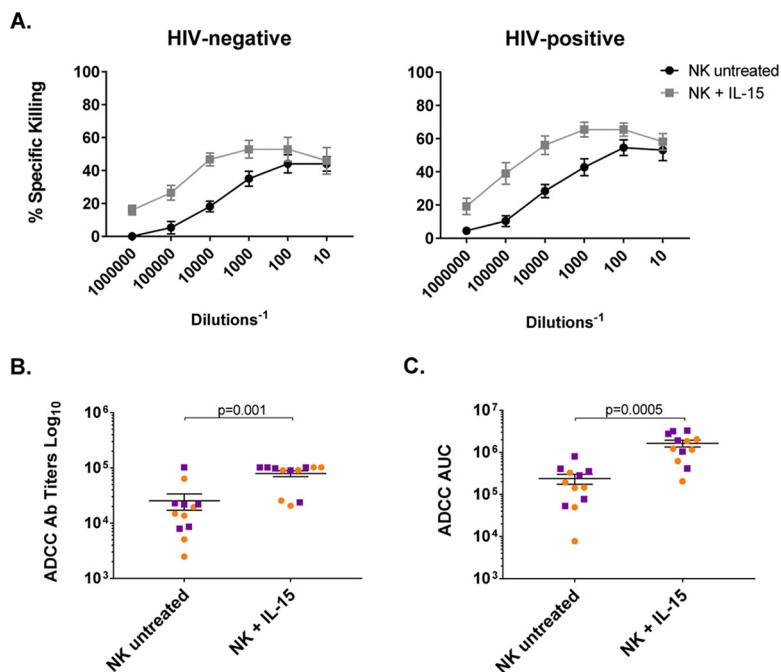 A.
HIV-negative
HIV-positive
NK untreated
NK + IL-15
% Specific Killing
100
80
60
40
20
0
1000000
100000
10000
1000
100
10
Dilutions-1
100
80
60
40
20
0
1000000
100000
10000
1000
100
10
Dilutions-1
B.
ADCC Ab Titers Log10
p=0.001
10^6
10^5
10^4
10^3
NK untreated
NK + IL-15
C.
ADCC AUC
p=0.0005
10^7
10^6
10^5
10^4
10^3
NK untreated
NK + IL-15